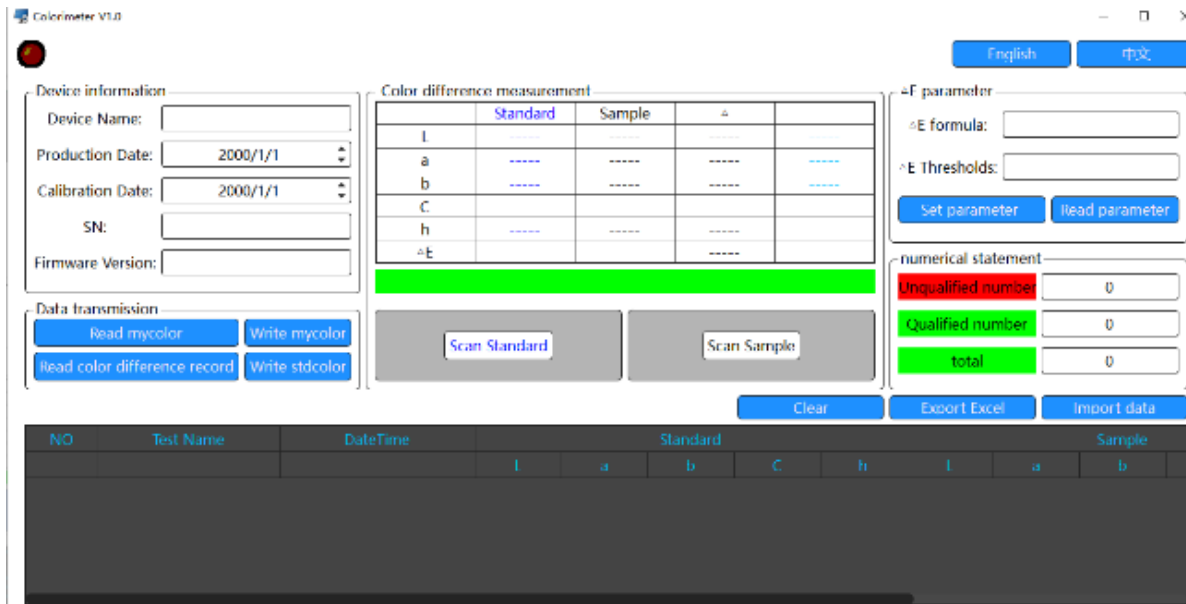 Colorimeter V1.0
English 中文
Device information
Device Name:
Production Date: 2000/1/1
Calibration Date: 2000/1/1
SN:
Firmware Version:
Data transmission
Read mycolor Write mycolor
Read color difference record Write stdcolor
Color difference measurement
Standard Sample △
L ----- ----- ----- -----
a ----- ----- ----- -----
b ----- ----- ----- -----
C
h ----- ----- -----
△E -----
Scan Standard Scan Sample
△E parameter
△E formula:
△E Thresholds:
Set parameter Read parameter
numerical statement
Unqualified number 0
Qualified number 0
total 0
Clear Export Excel Import data
NO Test Name DateTime Standard Sample
L a b C h L a b